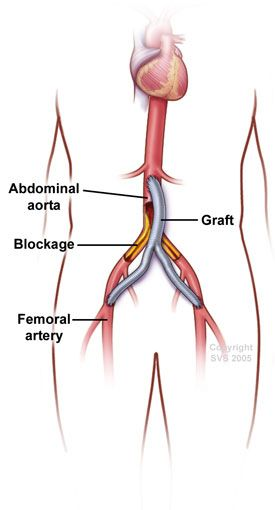 Abdominal
aorta
Graft
Blockage
Femoral
artery
Copyright
SVS 2005